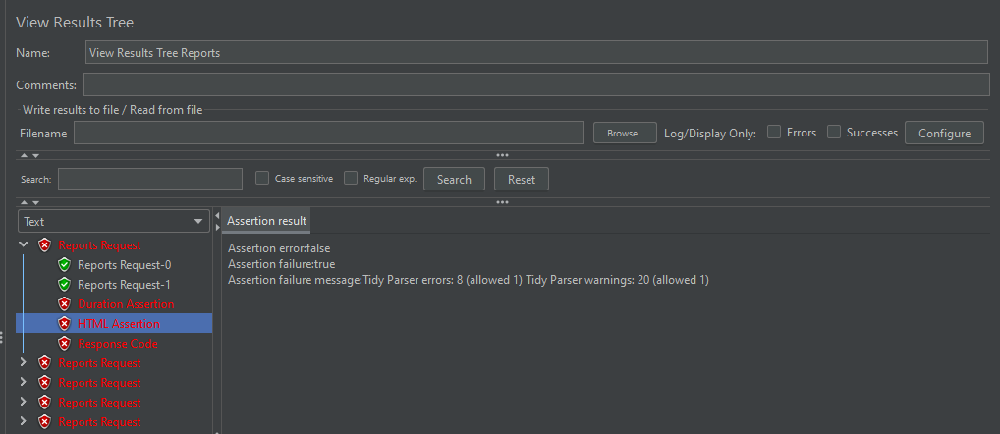 View Results Tree
Name: View Results Tree Reports
Comments:
Write results to file / Read from file
Filename Browse... Log/Display Only: Errors Successes Configure
Search: Case sensitive Regular exp. Search Reset
Text
Assertion result
Reports Request
Reports Request-0
Reports Request-1
Duration Assertion
HTML Assertion
Response Code
Reports Request
Reports Request
Reports Request
Reports Request
Assertion error:false
Assertion failure:true
Assertion failure message:Tidy Parser errors: 8 (allowed 1) Tidy Parser warnings: 20 (allowed 1)